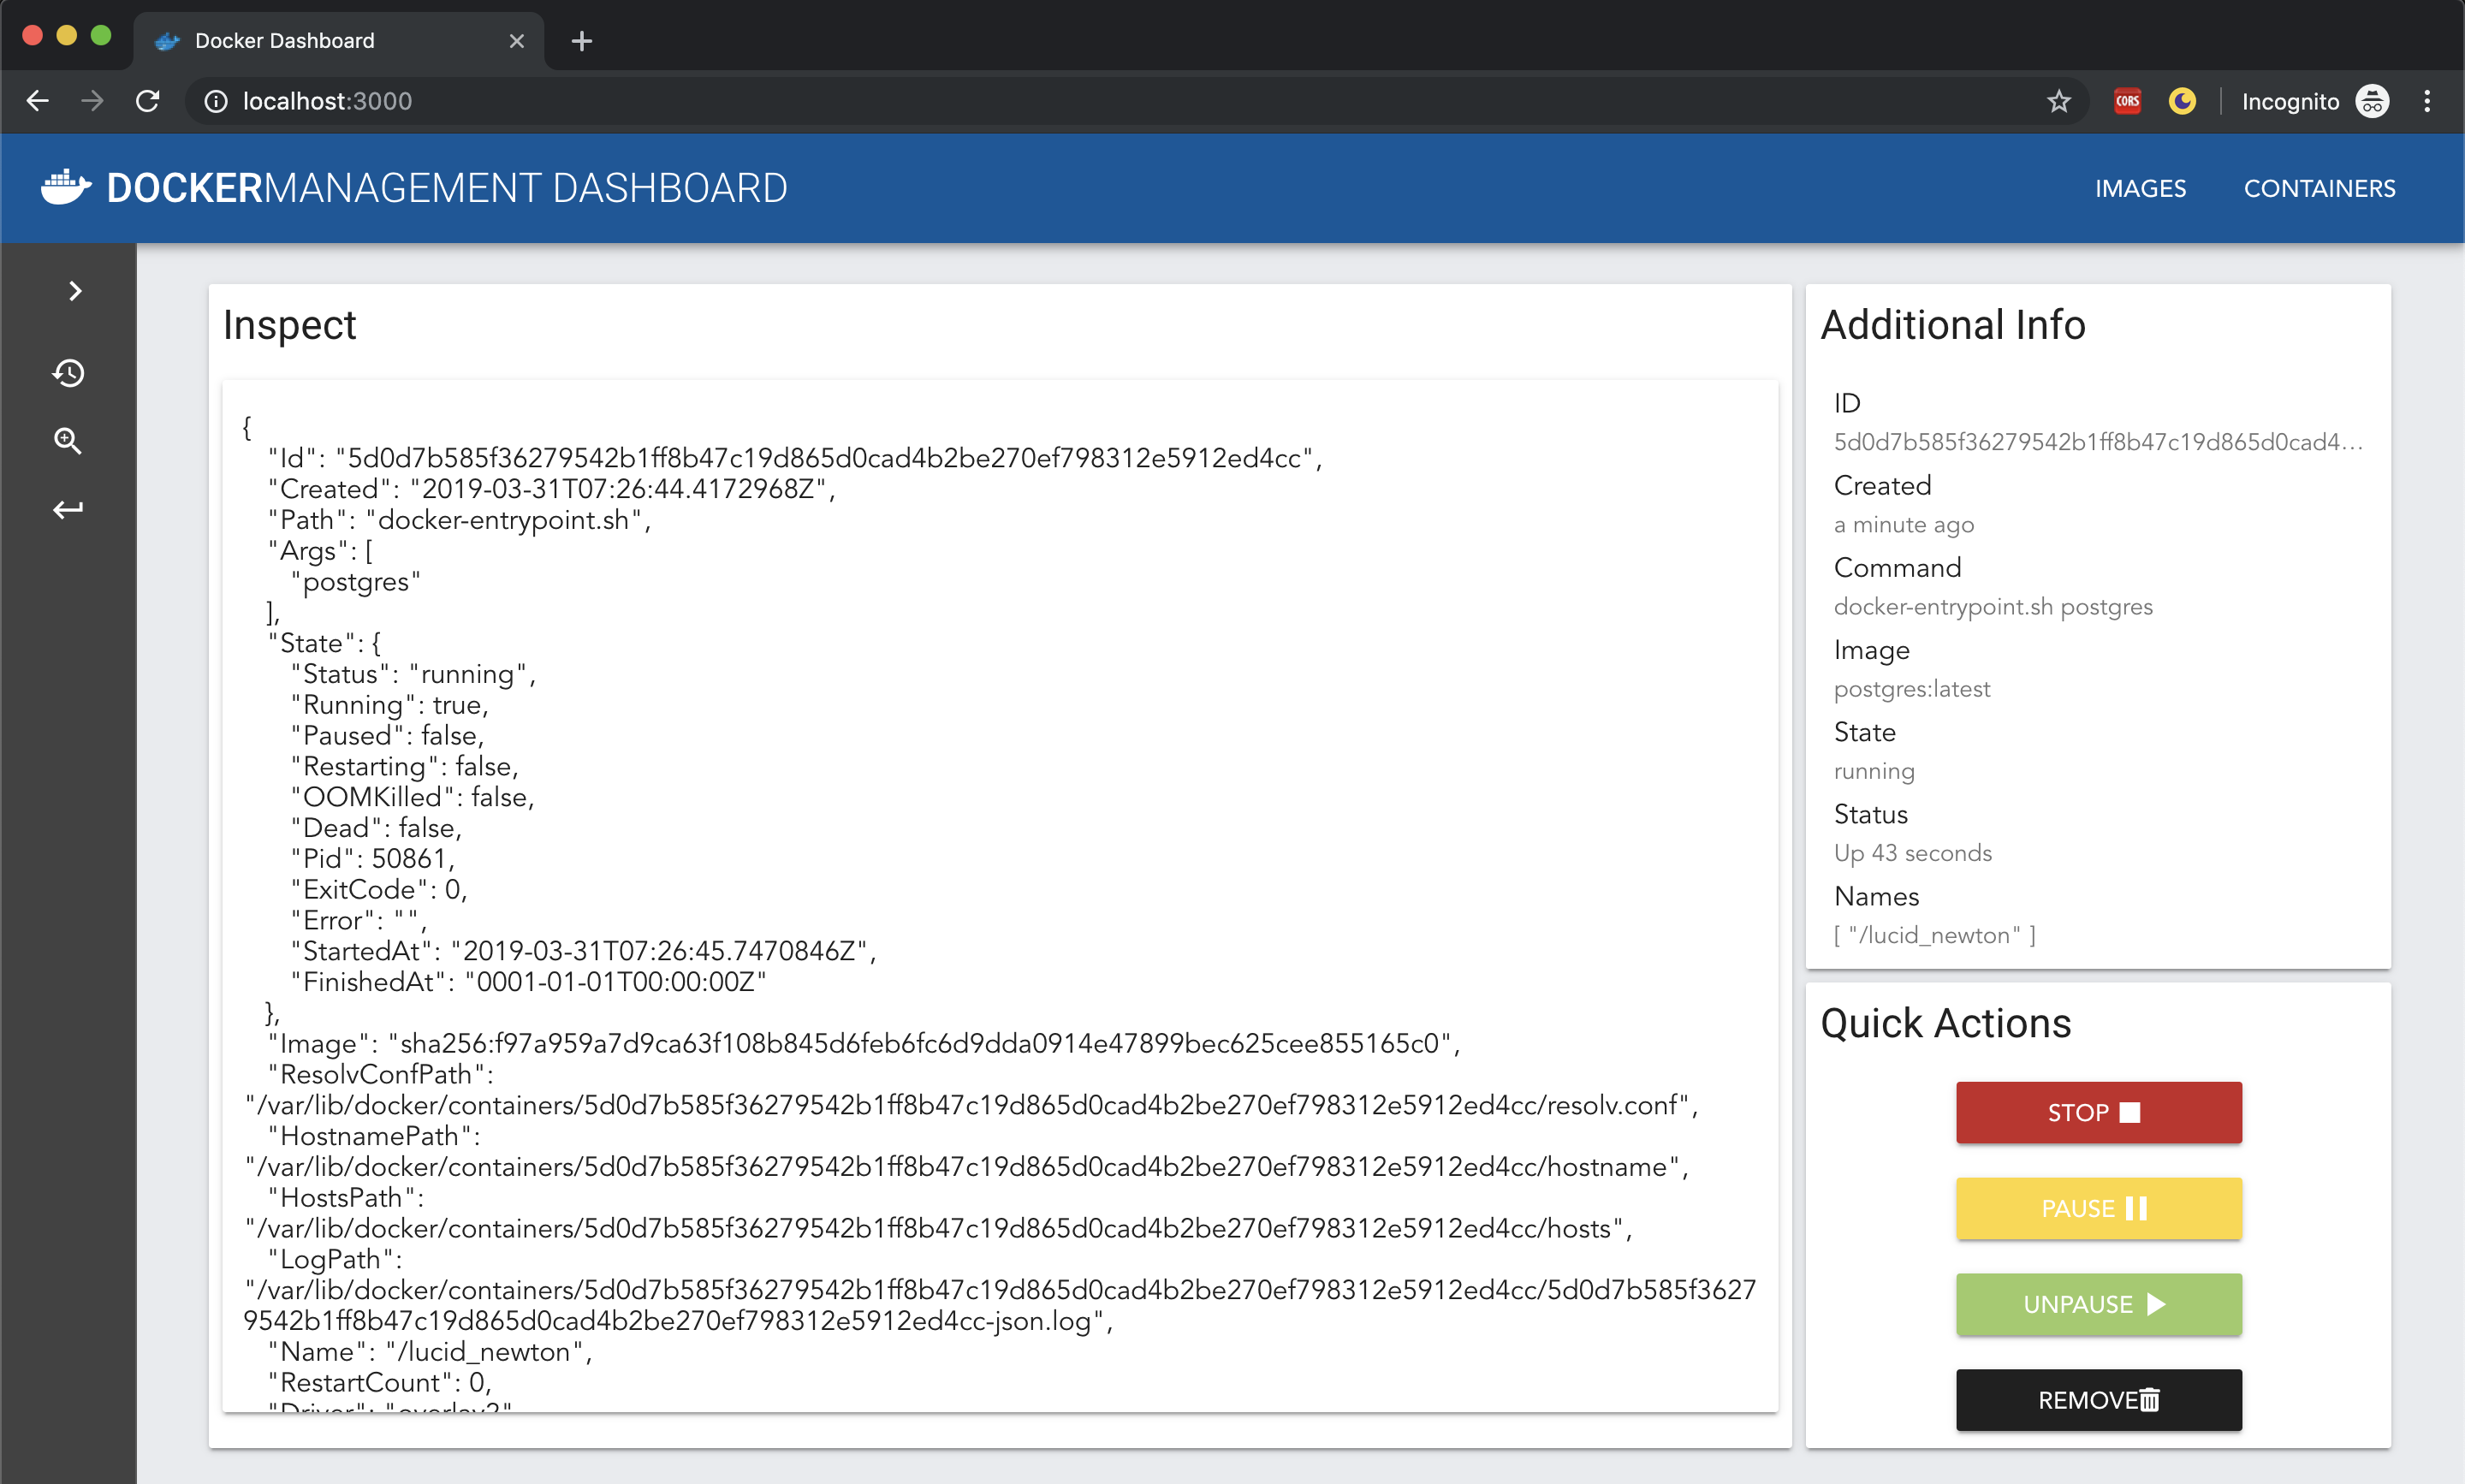 Docker Dashboard
localhost:3000
CORS
Incognito
DOCKERMANAGEMENT DASHBOARD
IMAGES
CONTAINERS
Inspect
{
"Id": "5d0d7b585f36279542b1ff8b47c19d865d0cad4b2be270ef798312e5912ed4cc",
"Created": "2019-03-31T07:26:44.4172968Z",
"Path": "docker-entrypoint.sh",
"Args": [
"postgres"
],
"State": {
"Status": "running",
"Running": true,
"Paused": false,
"Restarting": false,
"OOMKilled": false,
"Dead": false,
"Pid": 50861,
"ExitCode": 0,
"Error": "",
"StartedAt": "2019-03-31T07:26:45.7470846Z",
"FinishedAt": "0001-01-01T00:00:00Z"
},
"Image": "sha256:f97a959a7d9ca63f108b845d6feb6fc6d9dda0914e47899bec625cee855165c0",
"ResolvConfPath":
"/var/lib/docker/containers/5d0d7b585f36279542b1ff8b47c19d865d0cad4b2be270ef798312e5912ed4cc/resolv.conf",
"HostnamePath":
"/var/lib/docker/containers/5d0d7b585f36279542b1ff8b47c19d865d0cad4b2be270ef798312e5912ed4cc/hostname",
"HostsPath":
"/var/lib/docker/containers/5d0d7b585f36279542b1ff8b47c19d865d0cad4b2be270ef798312e5912ed4cc/hosts",
"LogPath":
"/var/lib/docker/containers/5d0d7b585f36279542b1ff8b47c19d865d0cad4b2be270ef798312e5912ed4cc/5d0d7b585f3627
9542b1ff8b47c19d865d0cad4b2be270ef798312e5912ed4cc-json.log",
"Name": "/lucid_newton",
"RestartCount": 0,
"Driver": "overlay2"
Additional Info
ID
5d0d7b585f36279542b1ff8b47c19d865d0cad4...
Created
a minute ago
Command
docker-entrypoint.sh postgres
Image
postgres:latest
State
running
Status
Up 43 seconds
Names
[ "/lucid_newton" ]
Quick Actions
STOP
PAUSE
UNPAUSE
REMOVE